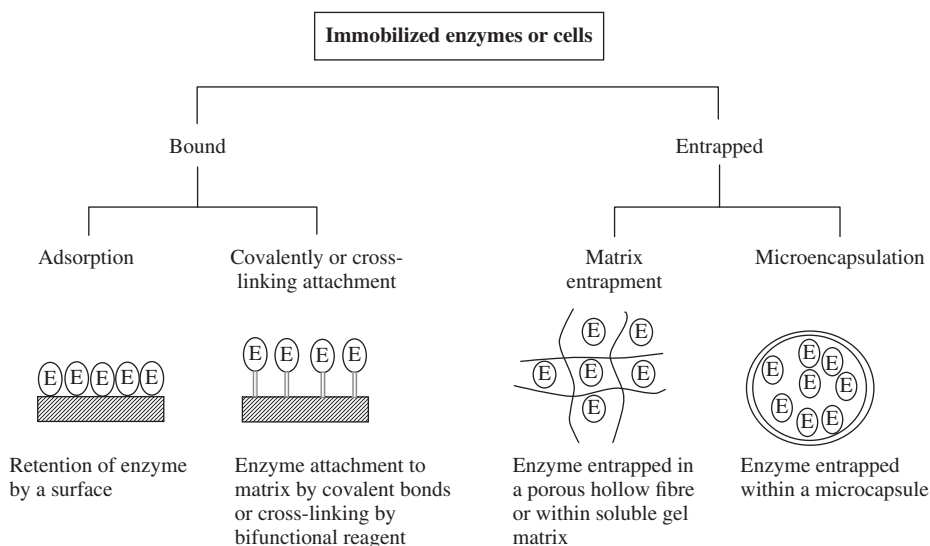 Immobilized enzymes or cells
Bound
Entrapped
Adsorption
Covalently or cross-
linking attachment
Matrix
entrapment
Microencapsulation
E E E E E
E E E E
E E
E E E
E
E E E
E E E
E E E
Retention of enzyme
by a surface
Enzyme attachment to
matrix by covalent bonds
or cross-linking by
bifunctional reagent
Enzyme entrapped in
a porous hollow fibre
or within soluble gel
matrix
Enzyme entrapped
within a microcapsule